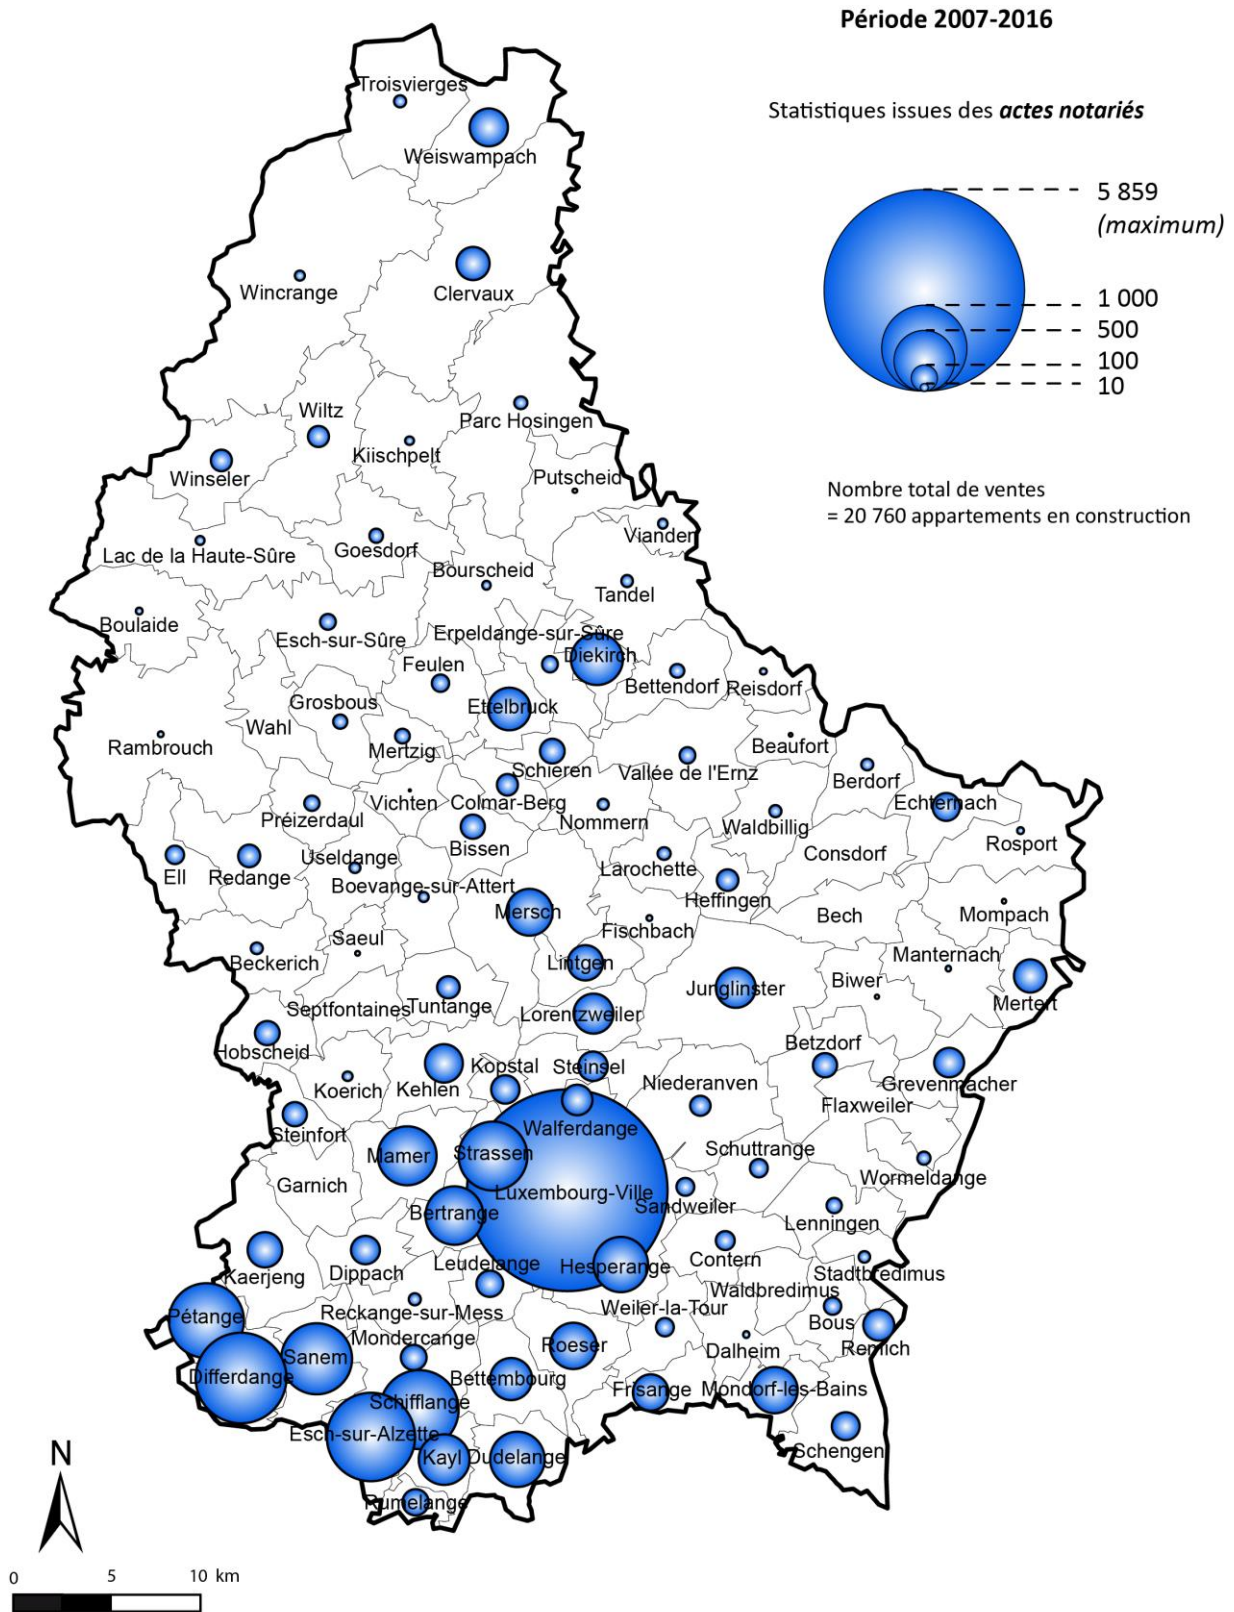 Période 2007-2016
Statistiques issues des actes notariés
5 859
(maximum)
1 000
500
100
10
Nombre total de ventes
= 20 760 appartements en construction
Troisvierges
Weiswampach
Wincrange
Clervaux
Wiltz
Parc Hosingen
Kiischpelt
Winseler
Putscheid
Vianden
Lac de la Haute-Sûre
Goesdorf
Bourscheid
Tandel
Boulaide
Esch-sur-Sûre
Erpeldange-sur-Sûre
Diekirch
Feulen
Bettendorf
Reisdorf
Grosbous
Ettelbruck
Wahl
Rambrouch
Mertzig
Beaufort
Schieren
Vallée de l'Ernz
Berdorf
Vichten
Colmar-Berg
Echternach
Préizerdaul
Nommern
Waldbillig
Rosport
Bissen
Useldange
Consdorf
Ell
Redange
Larochette
Boevange-sur-Attert
Heffingen
Mersch
Bech
Mompach
Fischbach
Saeul
Beckerich
Manternach
Lintgen
Biwer
Junglinster
Mertert
Septfontaines
Tuntange
Lorentzweiler
Hobscheid
Betzdorf
Kopstal
Steinsel
Niederanven
Koerich
Kehlen
Grevenmacher
Flaxweiler
Steinfort
Walferdange
Mamer
Strassen
Schuttrange
Wormeldange
Garnich
Luxembourg-Ville
Sandweiler
Bertrange
Lenningen
Contern
Leudelange
Hesperange
Kaerjeng
Dippach
Stadtbredimus
Waldbredimus
Reckange-sur-Mess
Weiler-la-Tour
Pétange
Bous
Mondercange
Remlich
Roeser
Dalheim
Sanem
Differdange
Bettembourg
Frisange
Mondorf-les-Bains
Schifflange
Esch-sur-Alzette
Schengen
Kayl
Dudelange
Rumelange
N
0 5 10 km